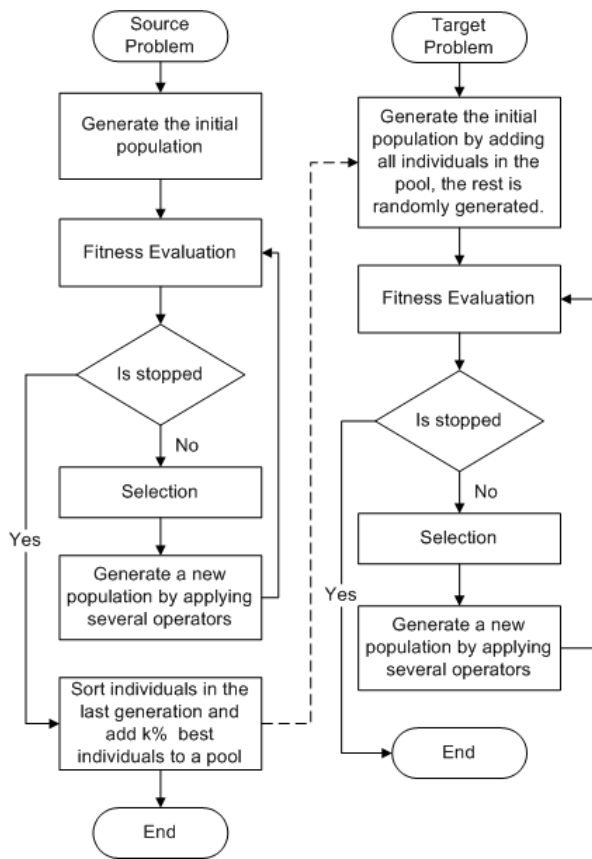 Source
Problem
Generate the initial
population
Fitness Evaluation
Is stopped
No
Selection
Yes
Generate a new
population by applying
several operators
Sort individuals in the
last generation and
add k% best
individuals to a pool
End
Target
Problem
Generate the initial
population by adding
all individuals in the
pool, the rest is
randomly generated.
Fitness Evaluation
Is stopped
No
Selection
Yes
Generate a new
population by applying
several operators
End